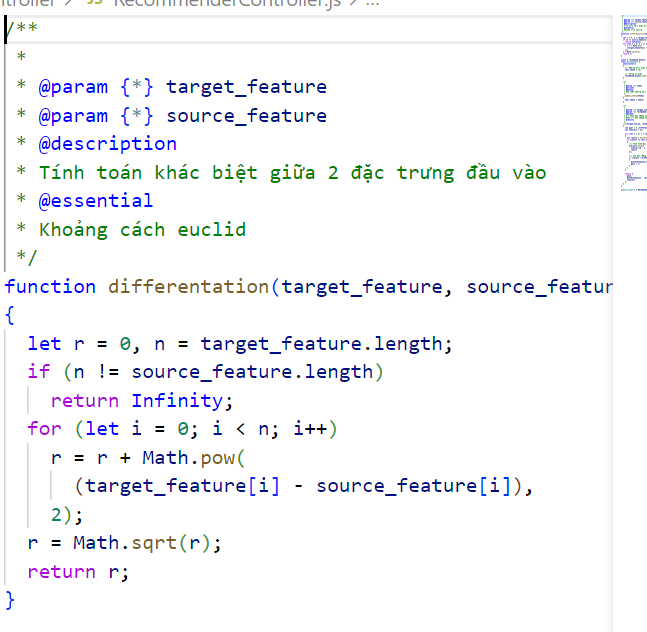 ntroller > JS RecommenderController.js > ...
/**
 *
 * @param {*} target_feature
 * @param {*} source_feature
 * @description
 * Tính toán khác biệt giữa 2 đặc trưng đầu vào
 * @essential
 * Khoảng cách euclid
 */
function differentation(target_feature, source_featur
{
  let r = 0, n = target_feature.length;
  if (n != source_feature.length)
    return Infinity;
  for (let i = 0; i < n; i++)
    r = r + Math.pow(
      (target_feature[i] - source_feature[i]),
    2);
  r = Math.sqrt(r);
  return r;
}